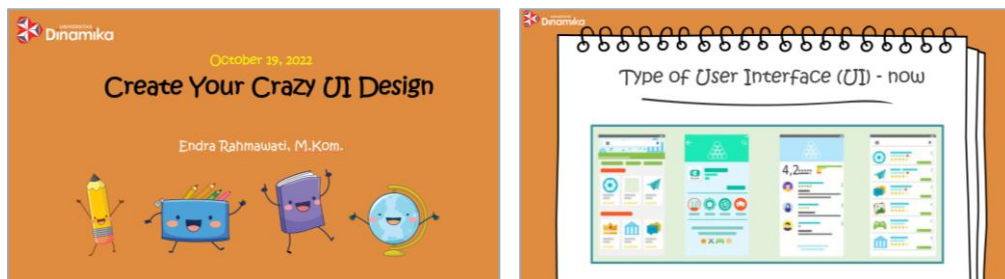 UNIVERSITAS
Dinamika
October 19, 2022
Create Your Crazy UI Design
Endra Rahmawati, M.Kom.
Dinamika
Type of User Interface (UI) - now
4,2